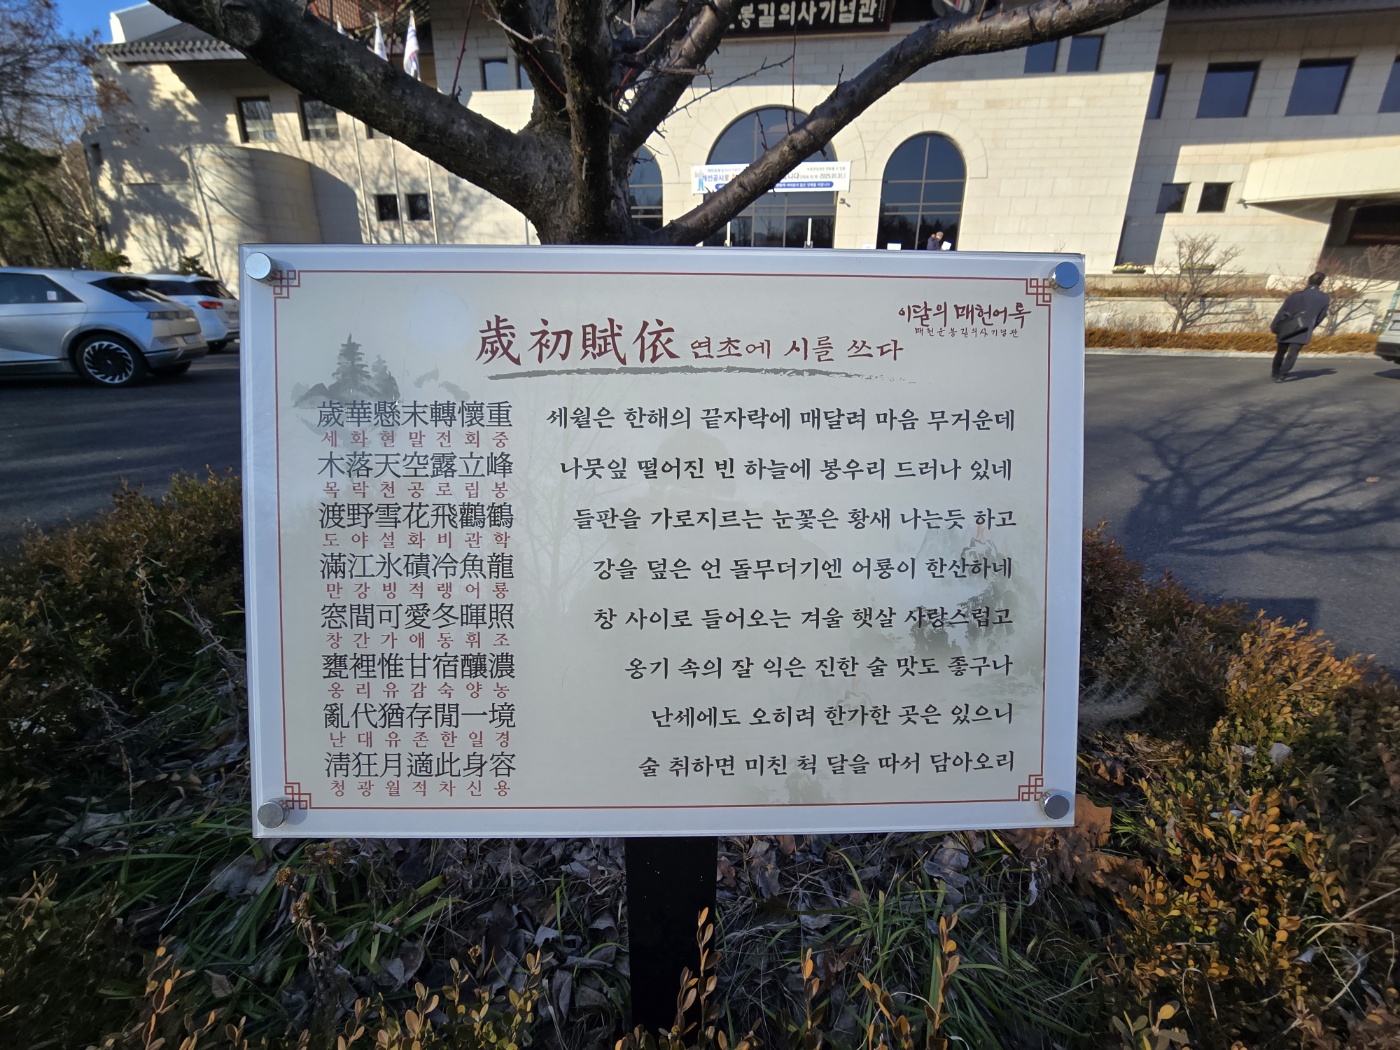 봉길의사기념관
이달의 매헌어록
매헌윤봉길의사기념관
歲初賦依 연초에 시를 쓰다
歲華懸末轉懷重 세월은 한해의 끝자락에 매달려 마음 무거운데
세화현말전회중
木落天空露立峰 나뭇잎 떨어진 빈 하늘에 봉우리 드러나 있네
목락천공로립봉
渡野雪花飛鸛鶴 들판을 가로지르는 눈꽃은 황새 나는듯 하고
도야설화비관학
滿江氷磧冷魚龍 강을 덮은 언 돌무더기엔 어룡이 한산하네
만강빙적랭어룡
窓間可愛冬暉照 창 사이로 들어오는 겨울 햇살 사랑스럽고
창간가애동휘조
甕裡惟甘宿釀濃 옹기 속의 잘 익은 진한 술 맛도 좋구나
옹리유감숙양농
亂代猶存閒一境 난세에도 오히려 한가한 곳은 있으니
난대유존한일경
淸狂月適此身容 술 취하면 미친 척 달을 따서 담아오리
청광월적차신용